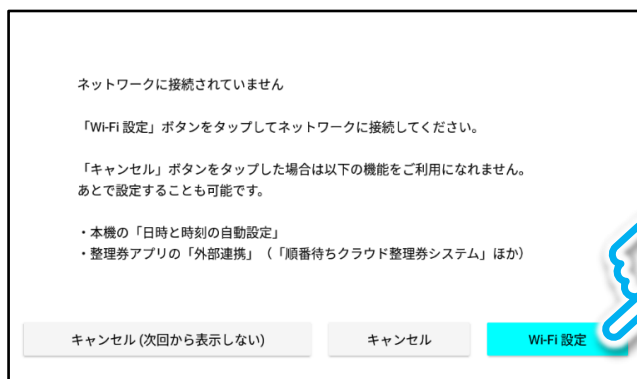 ネットワークに接続されていません
「Wi-Fi 設定」ボタンをタップしてネットワークに接続してください。
「キャンセル」ボタンをタップした場合は以下の機能をご利用になれません。
あとで設定することも可能です。
・本機の「日時と時刻の自動設定」
・整理券アプリの「外部連携」（「順番待ちクラウド整理券システム」ほか）
キャンセル (次回から表示しない)
キャンセル
Wi-Fi 設定